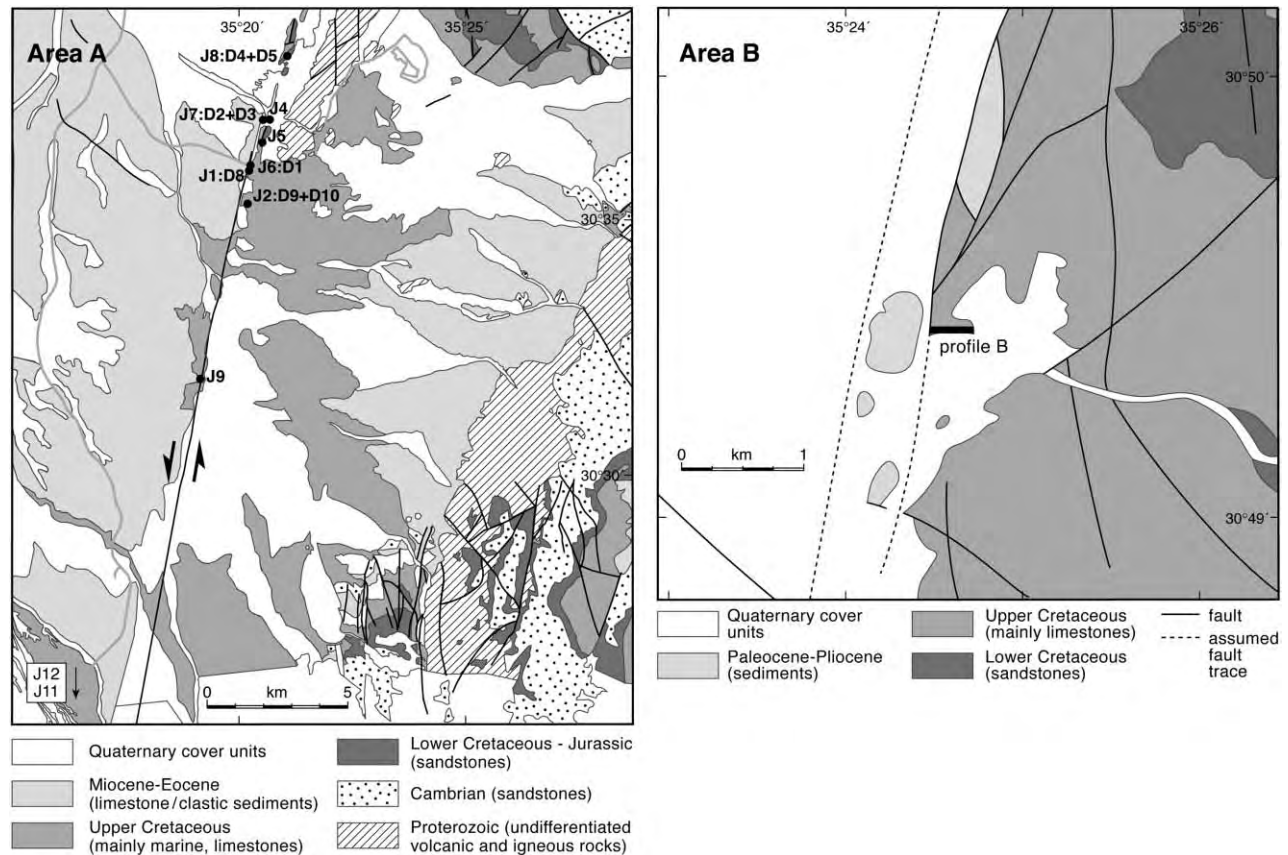 Area A
35°20´
35°25´
J8:D4+D5
J4
J7:D2+D3
J5
J6:D1
J1:D8
J2:D9+D10
30°35´
J9
30°30´
J12
J11
0 km 5
Quaternary cover units
Miocene-Eocene
(limestone/clastic sediments)
Upper Cretaceous
(mainly marine, limestones)
Lower Cretaceous - Jurassic
(sandstones)
Cambrian (sandstones)
Proterozoic (undifferentiated
volcanic and igneous rocks)
Area B
35°24´
35°26´
30°50´
profile B
0 km 1
30°49´
Quaternary cover
units
Paleocene-Pliocene
(sediments)
Upper Cretaceous
(mainly limestones)
Lower Cretaceous
(sandstones)
fault
assumed
fault
trace